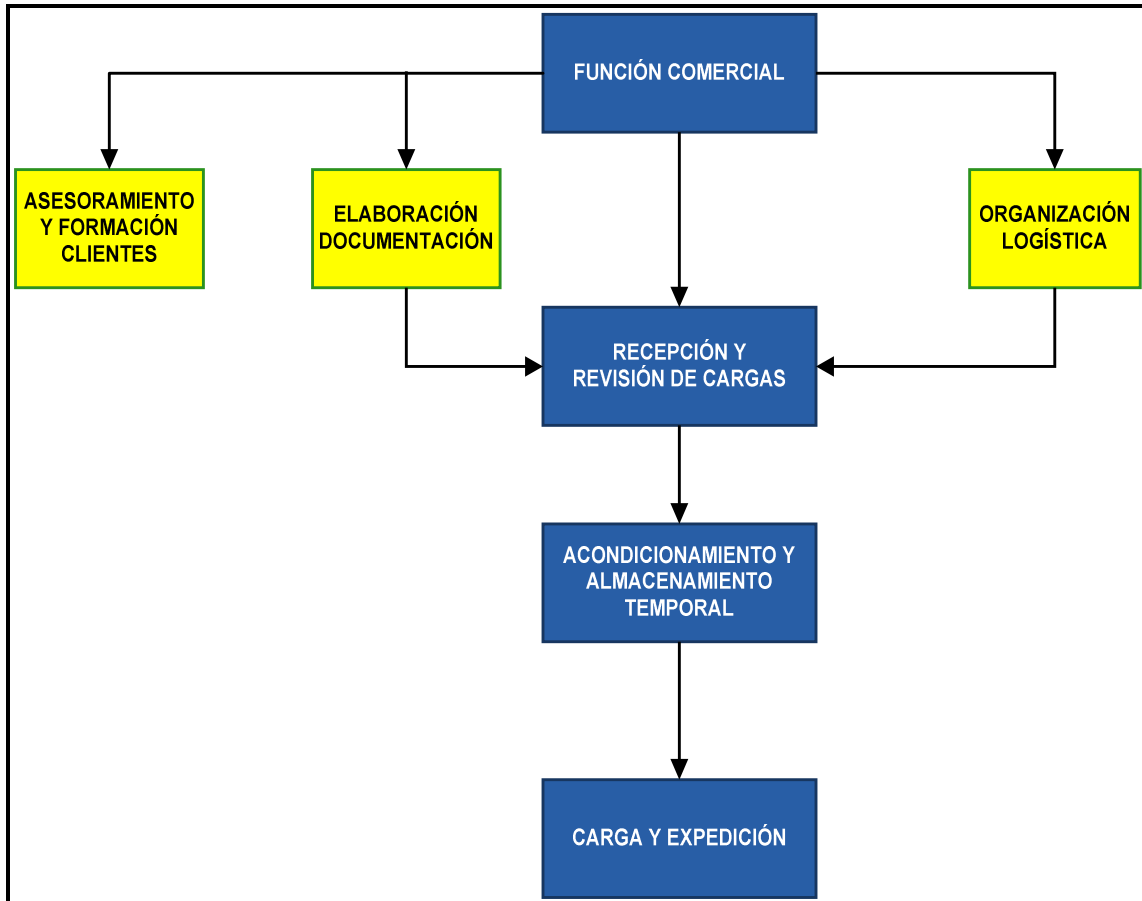 FUNCIÓN COMERCIAL
ASESORAMIENTO
Y FORMACIÓN
CLIENTES
ELABORACIÓN
DOCUMENTACIÓN
ORGANIZACIÓN
LOGÍSTICA
RECEPCIÓN Y
REVISIÓN DE CARGAS
ACONDICIONAMIENTO Y
ALMACENAMIENTO
TEMPORAL
CARGA Y EXPEDICIÓN